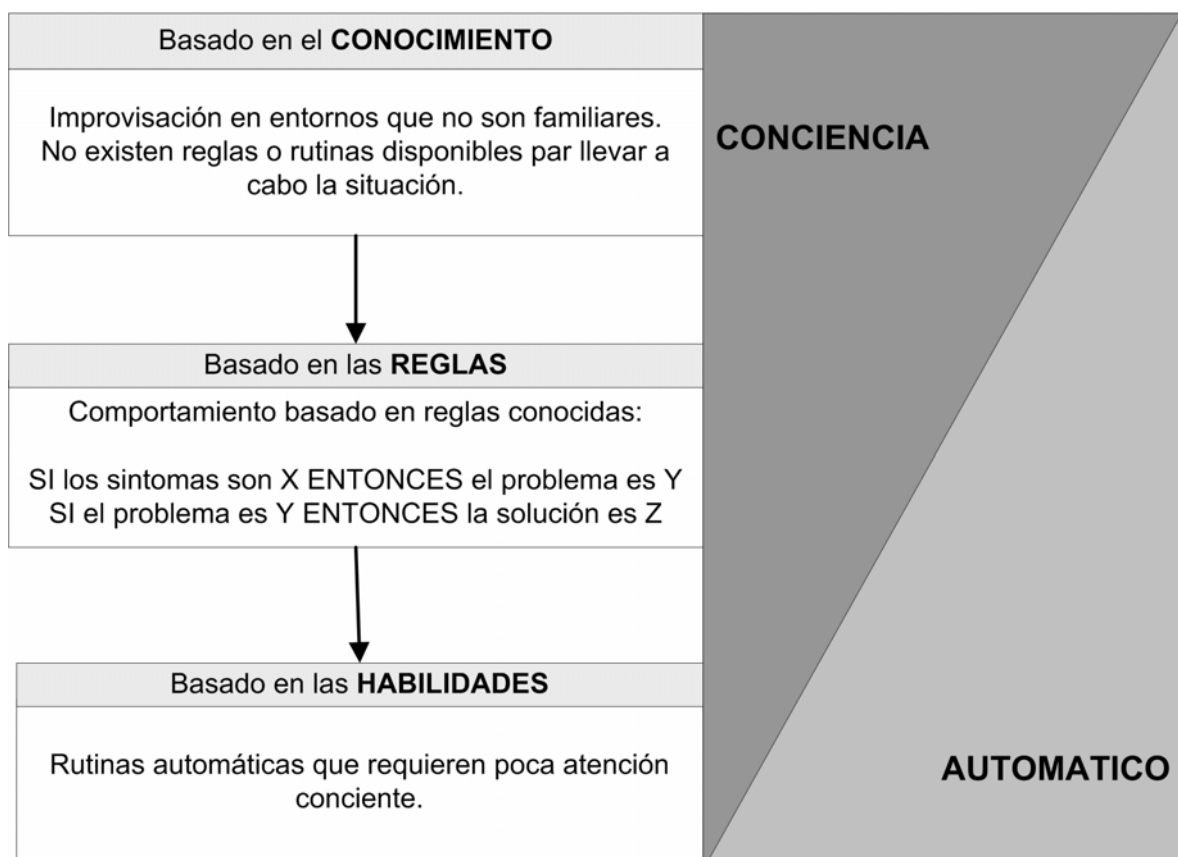 Basado en el CONOCIMIENTO
Improvisación en entornos que no son familiares.
No existen reglas o rutinas disponibles par llevar a
cabo la situación.
CONCIENCIA
Basado en las REGLAS
Comportamiento basado en reglas conocidas:
SI los sintomas son X ENTONCES el problema es Y
SI el problema es Y ENTONCES la solución es Z
Basado en las HABILIDADES
Rutinas automáticas que requieren poca atención
conciente.
AUTOMATICO